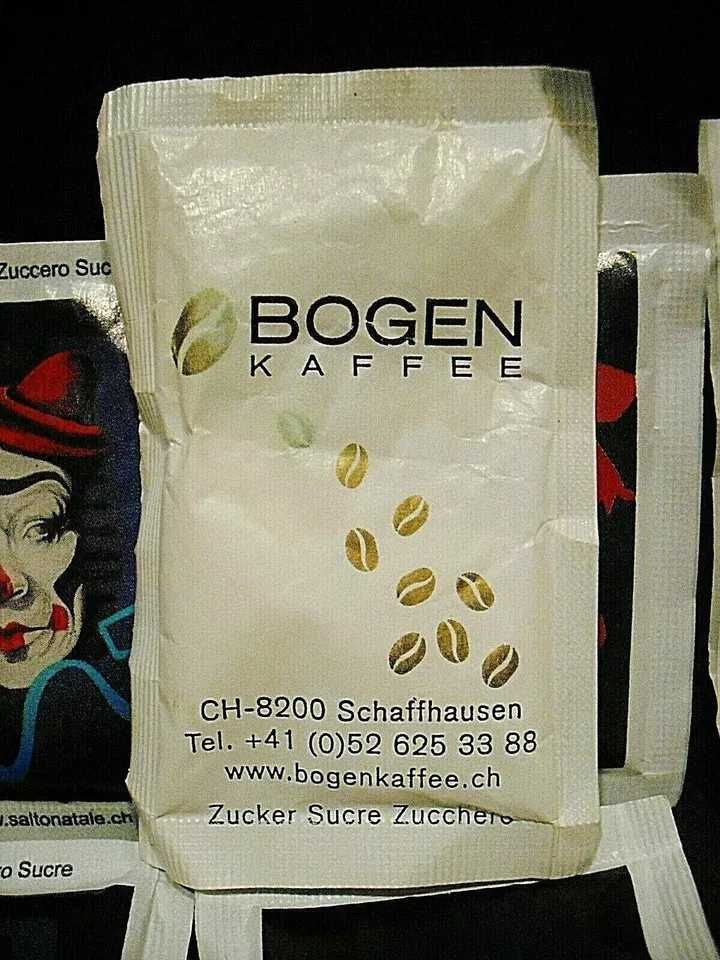 Zuccero Suc
BOGEN
KAFFEE
CH-8200 Schaffhausen
Tel. +41 (0)52 625 33 88
www.bogenkaffee.ch
Zucker Sucre Zucchero
.saltonatale.ch
ro Sucre